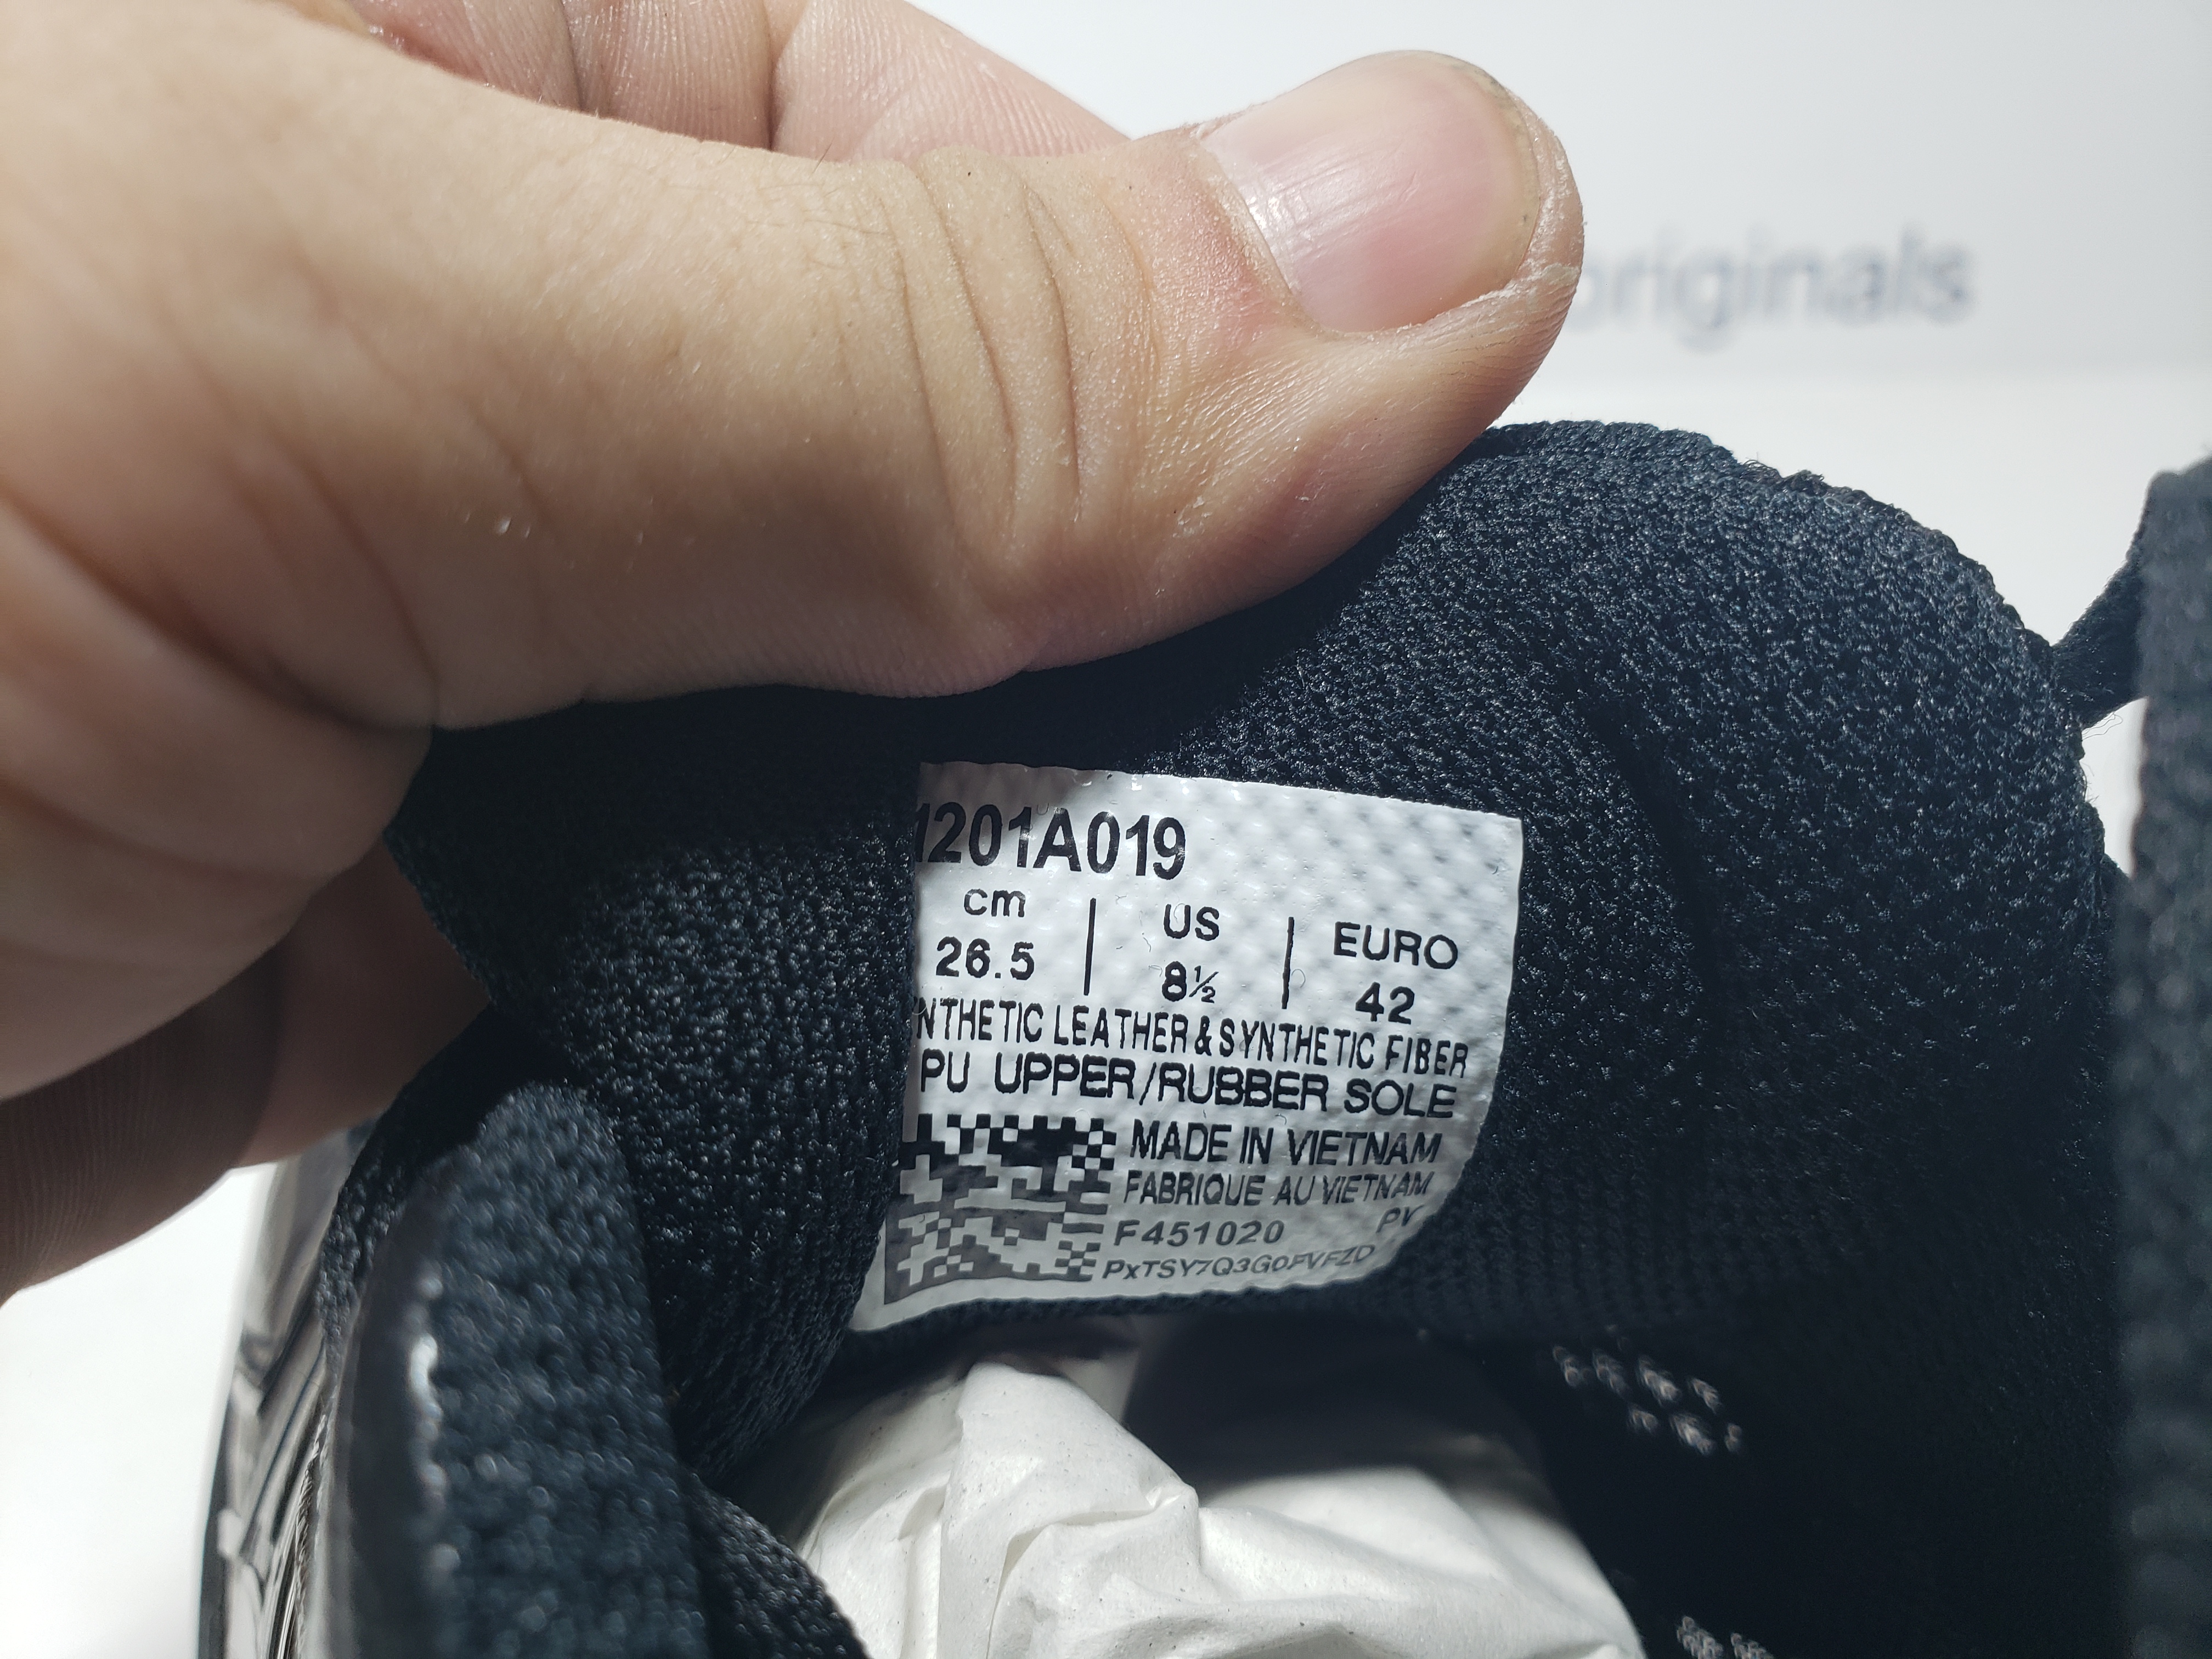 originals
1201A019
cm | US | EURO
26.5 | 8½ | 42
NTHETIC LEATHER & SYNTHETIC FIBER
PU UPPER/RUBBER SOLE
MADE IN VIETNAM
FABRIQUE AU VIETNAM
F451020 PY
PxTSY7Q3G0FVFZD